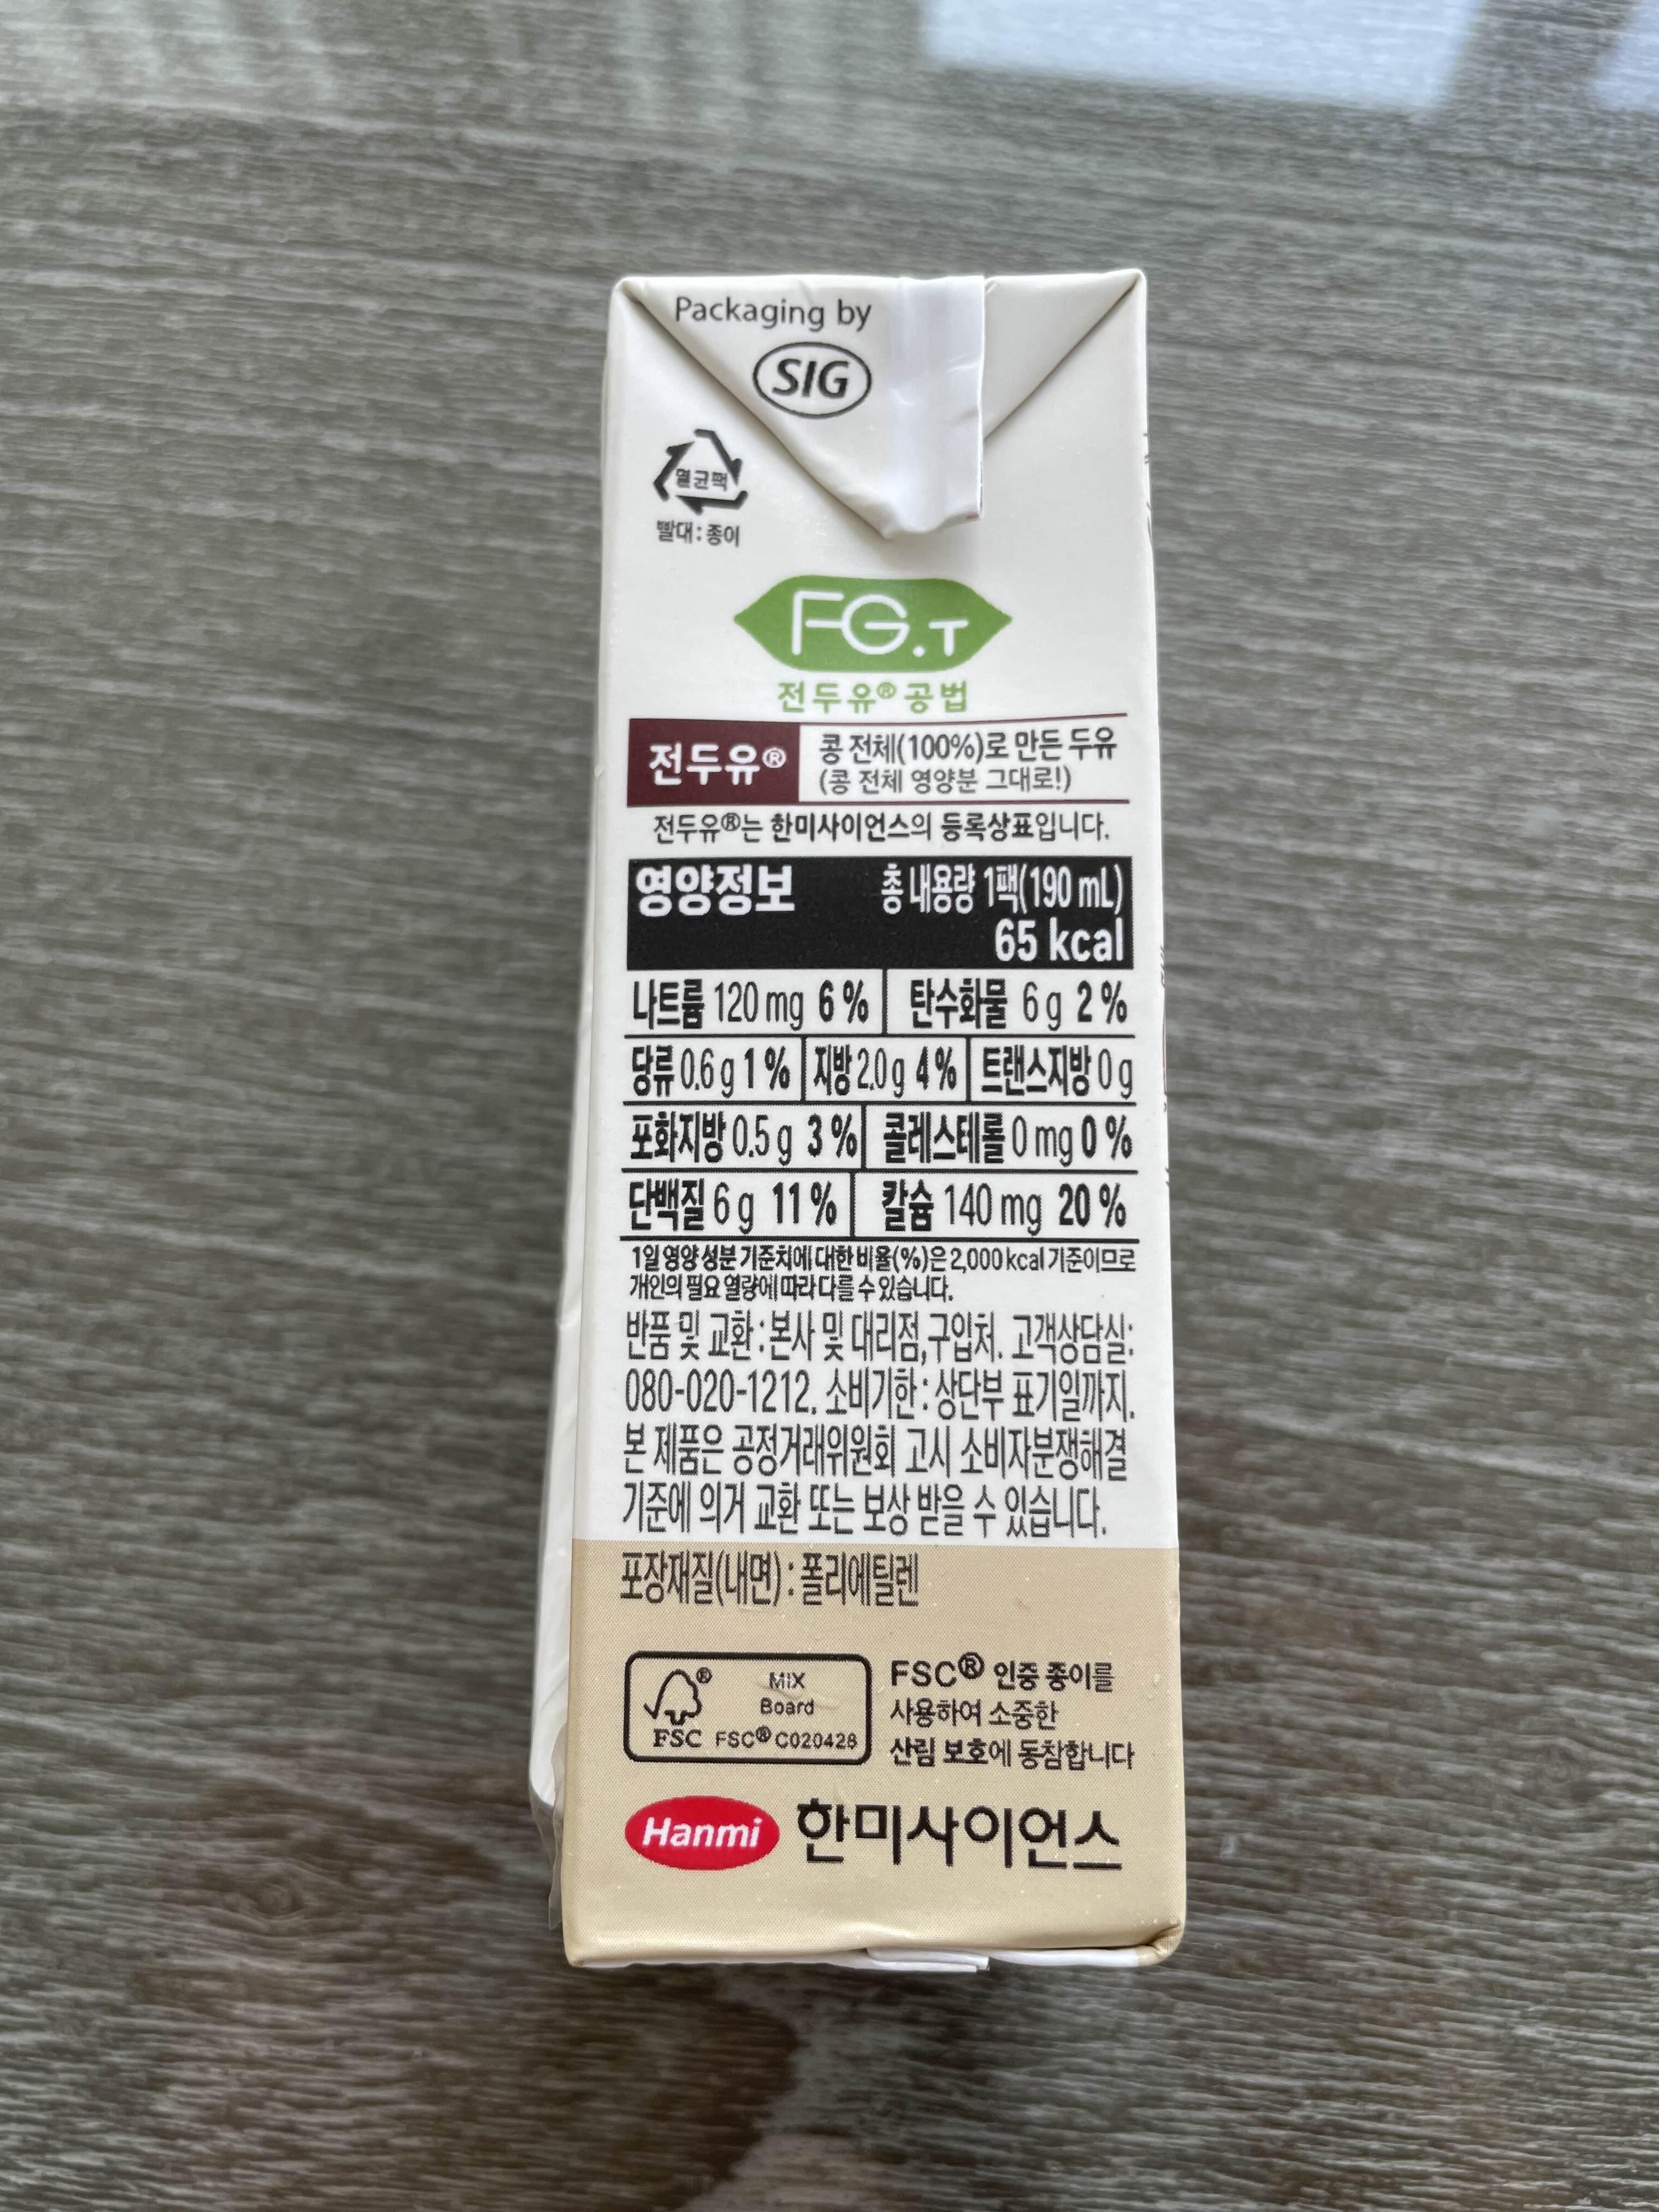 Packaging by
SIG
멸균팩
빨대:종이
FG.T
전두유® 공법
전두유® 콩 전체(100%)로 만든 두유
(콩 전체 영양분 그대로!)
전두유®는 한미사이언스의 등록상표입니다.
영양정보 총 내용량 1팩(190 mL)
65 kcal
나트륨 120 mg 6 % 탄수화물 6 g 2 %
당류 0.6 g 1 % 지방 2.0 g 4 % 트랜스지방 0 g
포화지방 0.5 g 3 % 콜레스테롤 0 mg 0 %
단백질 6 g 11 % 칼슘 140 mg 20 %
1일 영양성분 기준치에 대한 비율(%)은 2,000 kcal 기준이므로
개인의 필요 열량에 따라 다를 수 있습니다.
반품 및 교환 : 본사 및 대리점,구입처. 고객상담실:
080-020-1212. 소비기한 : 상단부 표기일까지.
본 제품은 공정거래위원회 고시 소비자분쟁해결
기준에 의거 교환 또는 보상 받을 수 있습니다.
포장재질(내면) : 폴리에틸렌
MIX
Board
FSC FSC® C020428
FSC® 인증 종이를
사용하여 소중한
산림 보호에 동참합니다
Hanmi 한미사이언스